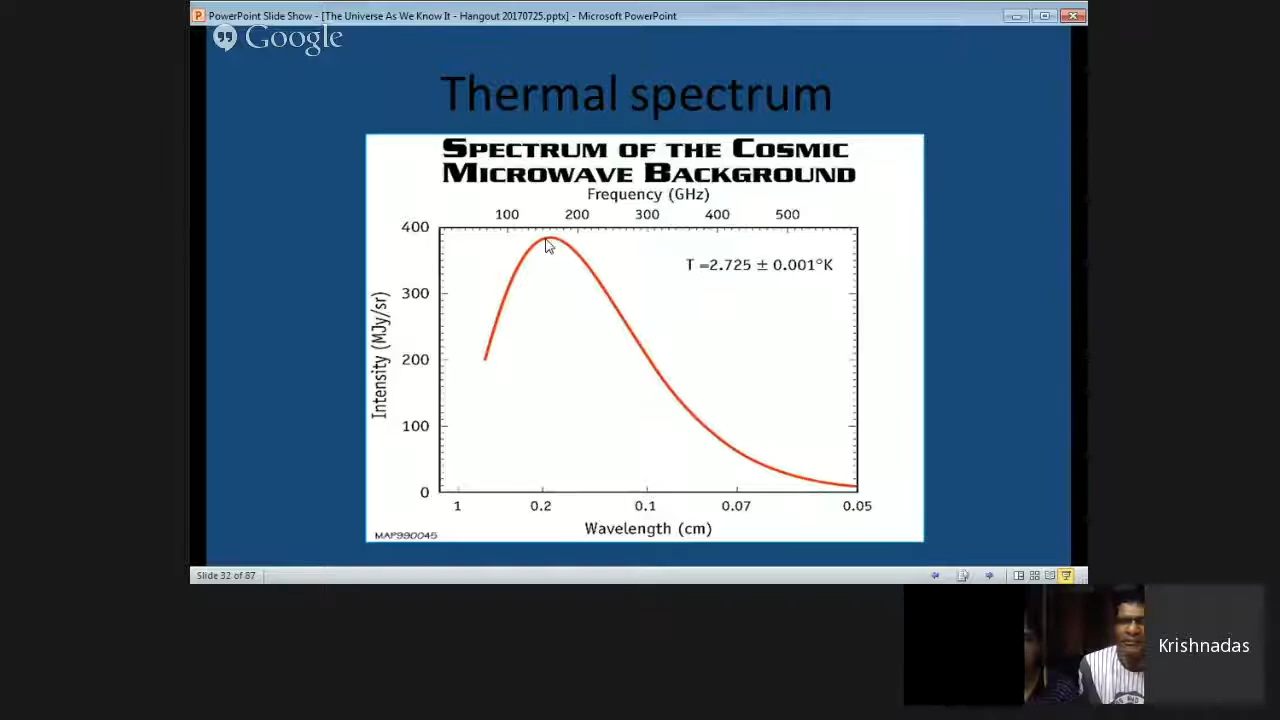 PowerPoint Slide Show - [The Universe As We Know It - Hangout 20170725.pptx] - Microsoft PowerPoint
Google
Thermal spectrum
SPECTRUM OF THE COSMIC
MICROWAVE BACKGROUND
Frequency (GHz)
100 200 300 400 500
400
T =2.725 ± 0.001°K
300
Intensity (MJy/sr)
200
100
0
1 0.2 0.1 0.07 0.05
Wavelength (cm)
MAP990045
Slide 32 of 87
Krishnadas